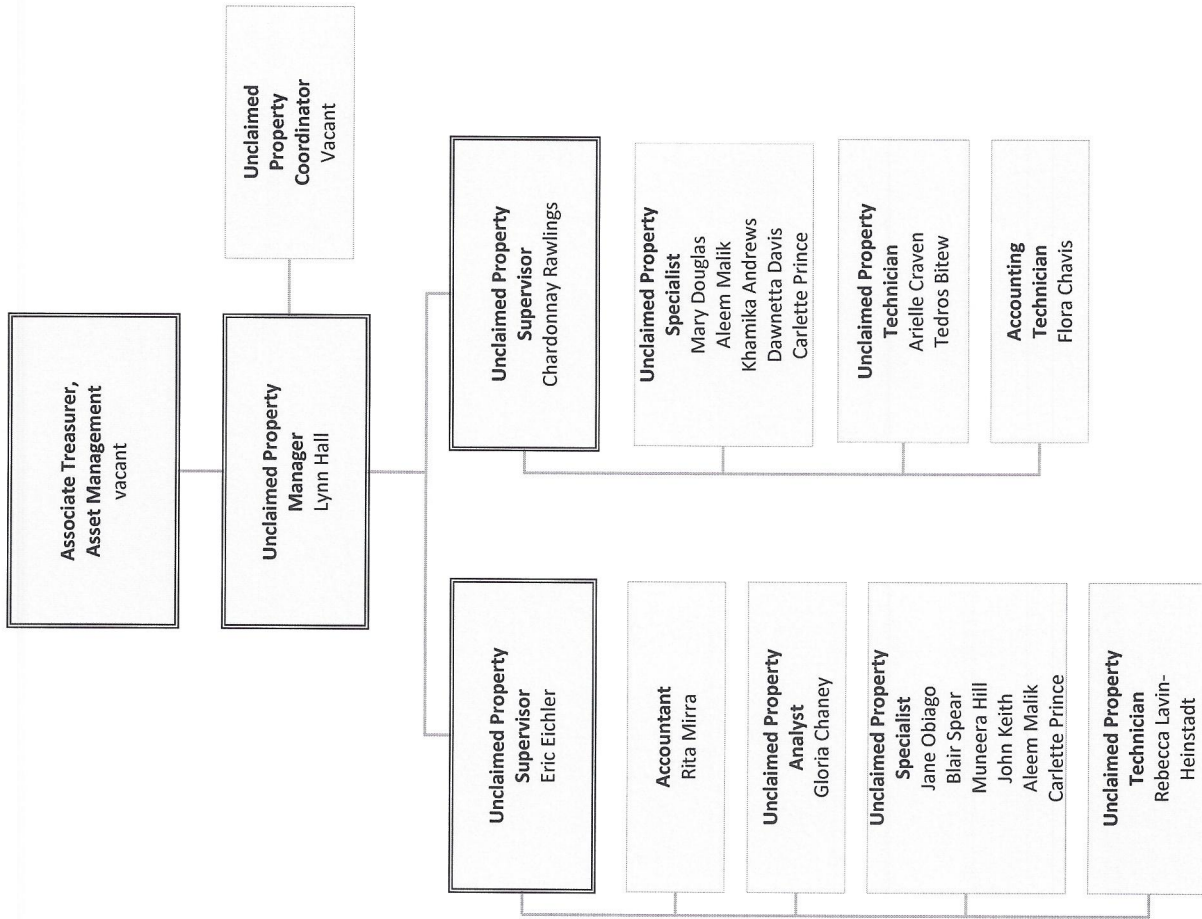 Associate Treasurer,
Asset Management
vacant
Unclaimed Property
Manager
Lynn Hall
Unclaimed
Property
Coordinator
Vacant
Unclaimed Property
Supervisor
Eric Eichler
Accountant
Rita Mirra
Unclaimed Property
Analyst
Gloria Chaney
Unclaimed Property
Specialist
Jane Obiago
Blair Spear
Muneera Hill
John Keith
Aleem Malik
Carlette Prince
Unclaimed Property
Technician
Rebecca Lavin-
Heinstadt
Unclaimed Property
Supervisor
Chardonnay Rawlings
Unclaimed Property
Specialist
Mary Douglas
Aleem Malik
Khamika Andrews
Dawnetta Davis
Carlette Prince
Unclaimed Property
Technician
Arielle Craven
Tedros Bitew
Accounting
Technician
Flora Chavis